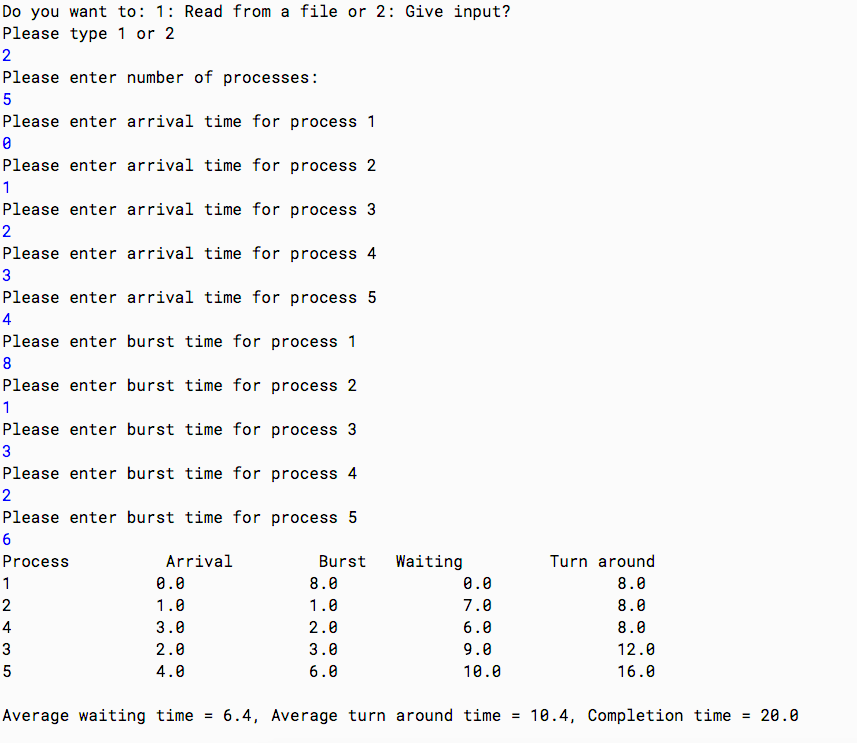 Do you want to: 1: Read from a file or 2: Give input?
Please type 1 or 2
2
Please enter number of processes:
5
Please enter arrival time for process 1
0
Please enter arrival time for process 2
1
Please enter arrival time for process 3
2
Please enter arrival time for process 4
3
Please enter arrival time for process 5
4
Please enter burst time for process 1
8
Please enter burst time for process 2
1
Please enter burst time for process 3
3
Please enter burst time for process 4
2
Please enter burst time for process 5
6
Process          Arrival         Burst   Waiting         Turn around
1               0.0             8.0             0.0             8.0
2               1.0             1.0             7.0             8.0
4               3.0             2.0             6.0             8.0
3               2.0             3.0             9.0             12.0
5               4.0             6.0             10.0            16.0
Average waiting time = 6.4, Average turn around time = 10.4, Completion time = 20.0